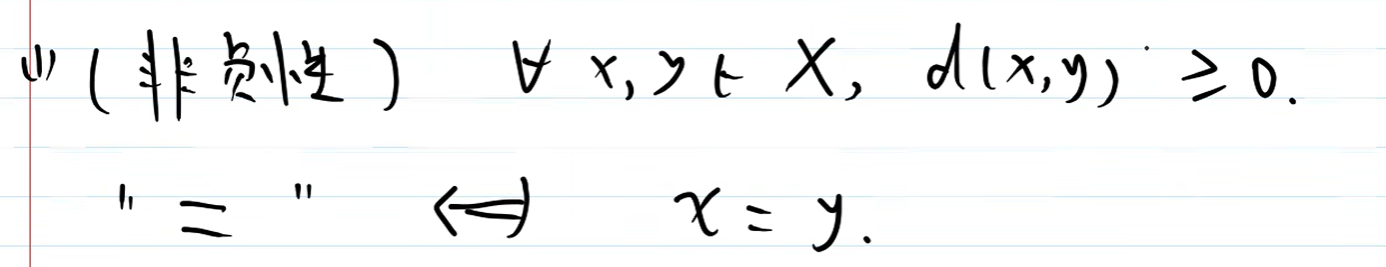 (1) (非负性) ∀ x, y ∈ X, d(x,y) ≥ 0.
"=" ⟺ x = y.